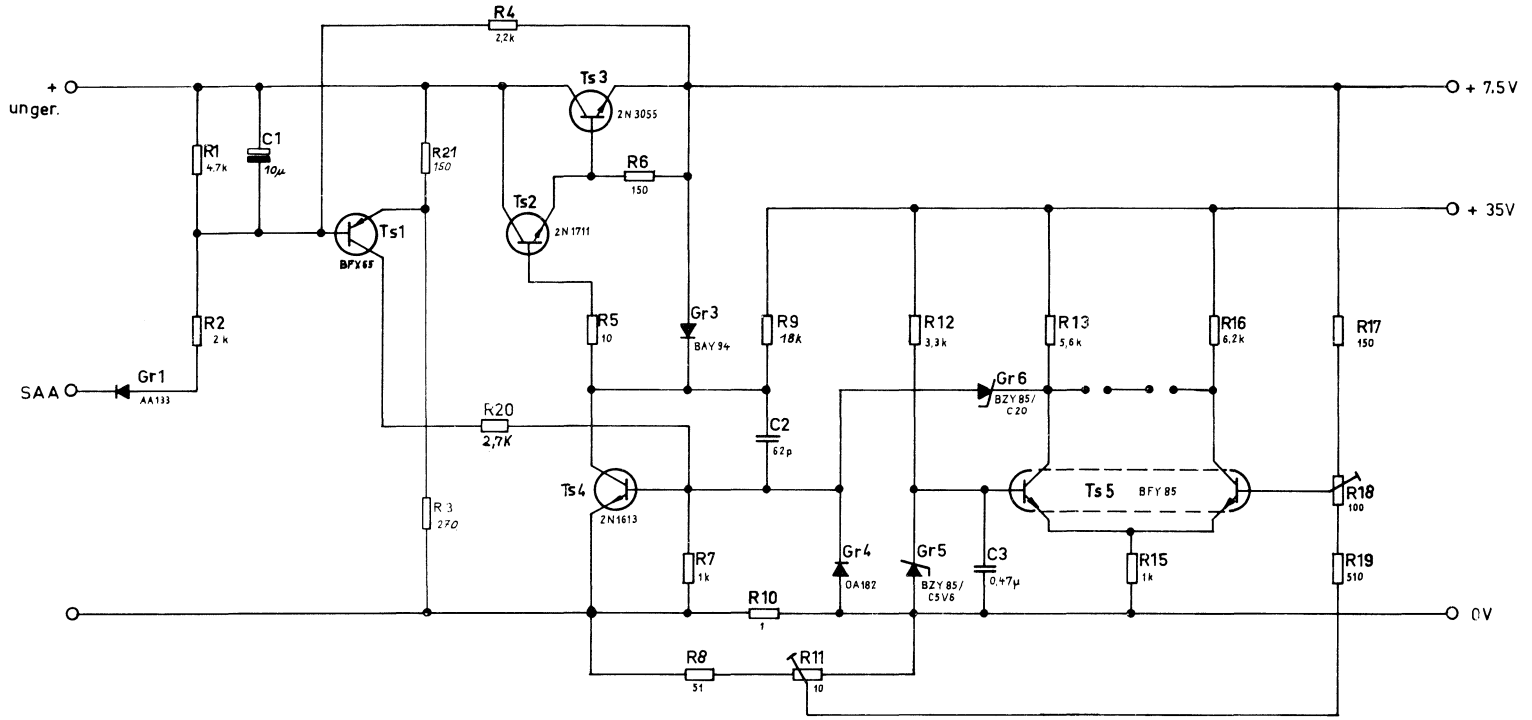 R4
2,2k
+
unger.
Ts3
2N3055
+ 7.5V
R1
4.7k
C1
10µ
R21
150
R6
150
Ts2
2N1711
+ 35V
Ts1
BFX65
R2
2k
R5
10
Gr3
BAY94
R9
18k
R12
3,3k
R13
5,6k
R16
6,2k
R17
150
SAA
Gr1
AA133
Gr6
BZY85/
C20
R20
2,7K
C2
62p
Ts4
2N1613
Ts5
BFY85
R18
100
R3
270
R7
1k
Gr4
OA182
Gr5
BZY85/
C5V6
C3
0,47µ
R15
1k
R19
510
R10
1
0V
R8
51
R11
10